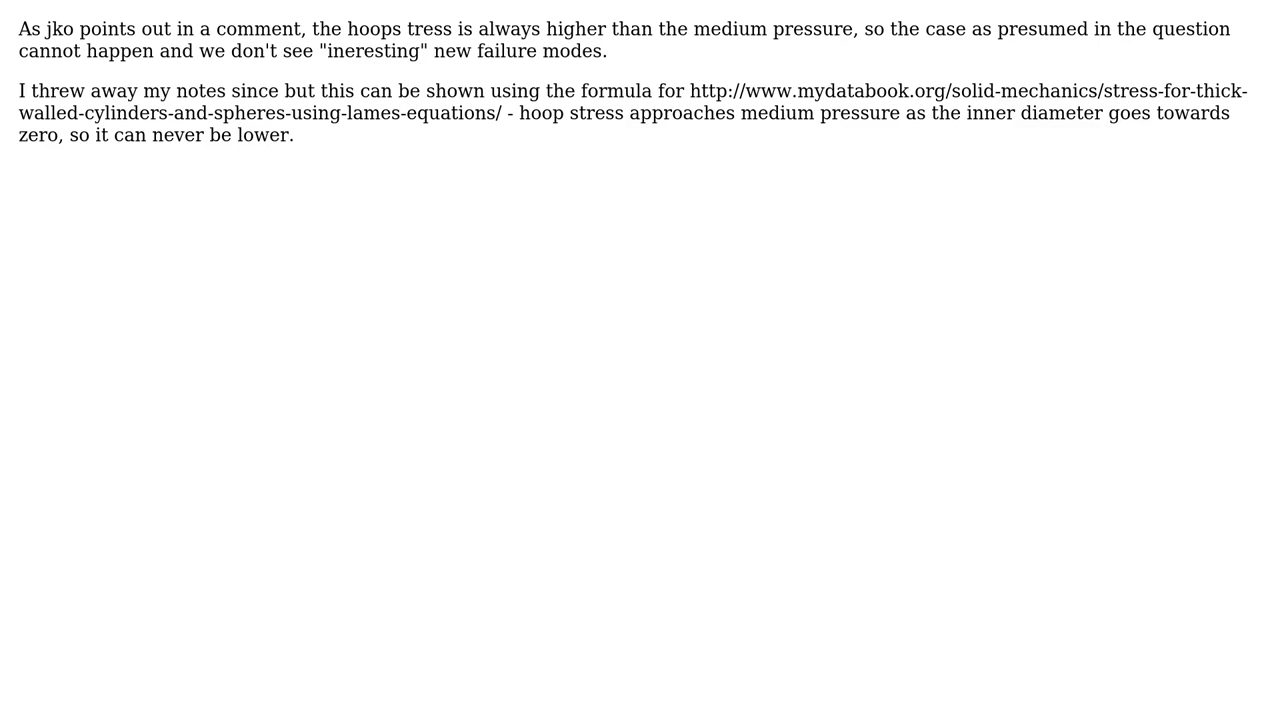 As jko points out in a comment, the hoops tress is always higher than the medium pressure, so the case as presumed in the question
cannot happen and we don't see "ineresting" new failure modes.
I threw away my notes since but this can be shown using the formula for http://www.mydatabook.org/solid-mechanics/stress-for-thick-
walled-cylinders-and-spheres-using-lames-equations/ - hoop stress approaches medium pressure as the inner diameter goes towards
zero, so it can never be lower.